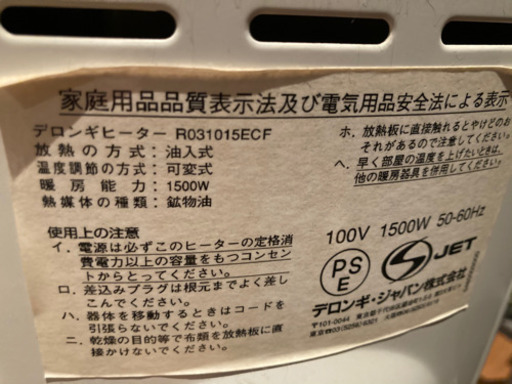 家庭用品品質表示法及び電気用品安全法による表示
デロンギヒーター R031015ECF
放熱の方式：油入式
温度調節の方式：可変式
暖房能力：1500W
熱媒体の種類：鉱物油
使用上の注意
イ．電源は必ずこのヒーターの定格消
費電力以上の容量をもつコンセン
トからとってください。
ロ．差込みプラグは根元までよく差し
こんでください。
ハ．器体を移動するときはコードを
引張らないでください。
ニ．乾燥の目的等で布類を放熱板に直
接かけないでください。
ホ．放熱板に直接触れるとやけどのお
それがあるので注意してください。
ヘ．早く部屋の温度を上げたいときは、
他の暖房器具を併用してください。
100V 1500W 50-60Hz
PS
E
S JET
デロンギ・ジャパン株式会社
〒101-0044